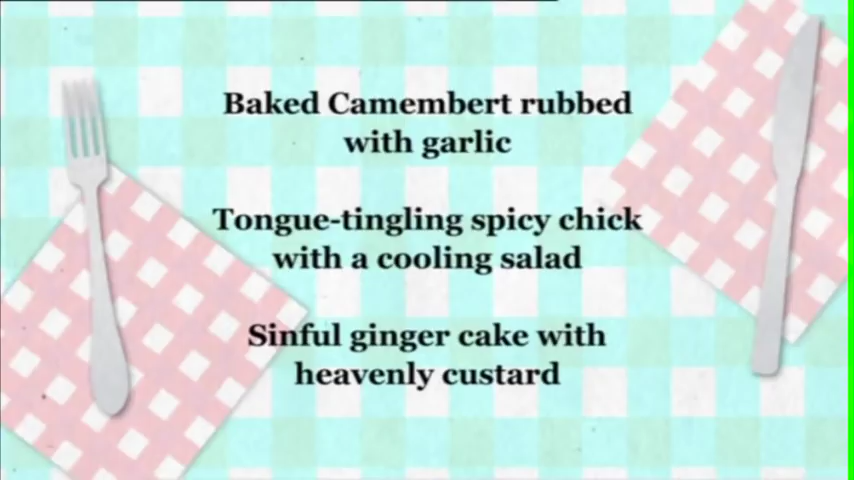 Baked Camembert rubbed
with garlic
Tongue-tingling spicy chick
with a cooling salad
Sinful ginger cake with
heavenly custard